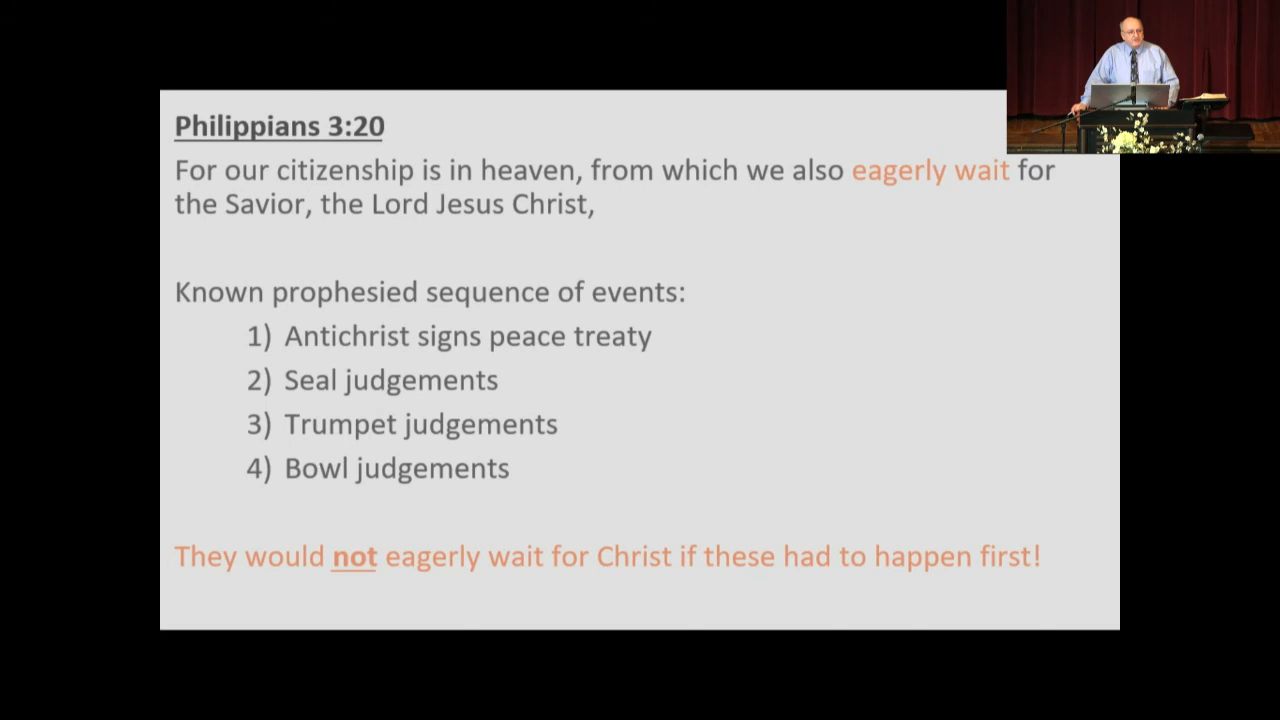 Philippians 3:20
For our citizenship is in heaven, from which we also eagerly wait for
the Savior, the Lord Jesus Christ,
Known prophesied sequence of events:
1) Antichrist signs peace treaty
2) Seal judgements
3) Trumpet judgements
4) Bowl judgements
They would not eagerly wait for Christ if these had to happen first!